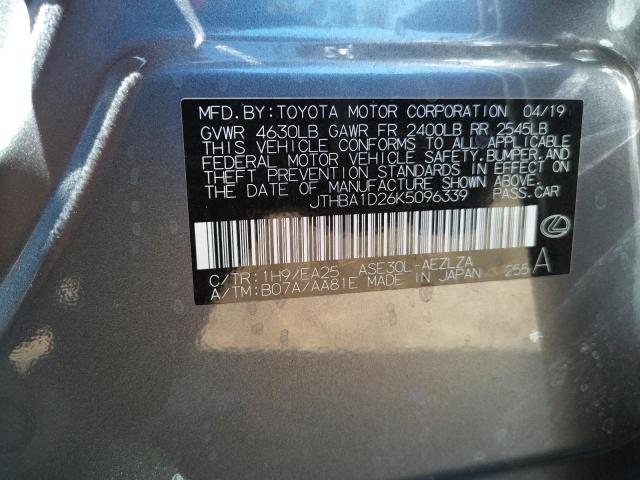 MFD.BY:TOYOTA MOTOR CORPORATION 04/19
GVWR 4630LB GAWR FR 2400LB RR 2545LB
THIS VEHICLE CONFORMS TO ALL APPLICABLE
FEDERAL MOTOR VEHICLE SAFETY,BUMPER,AND
THEFT PREVENTION STANDARDS IN EFFECT ON
THE DATE OF MANUFACTURE SHOWN ABOVE.
JTHBA1D26K5096339 PASS.CAR
C/TR:1H9/EA25 ASE30L-AEZLZA
A/TM:B07A/AA81E MADE IN JAPAN 255 A